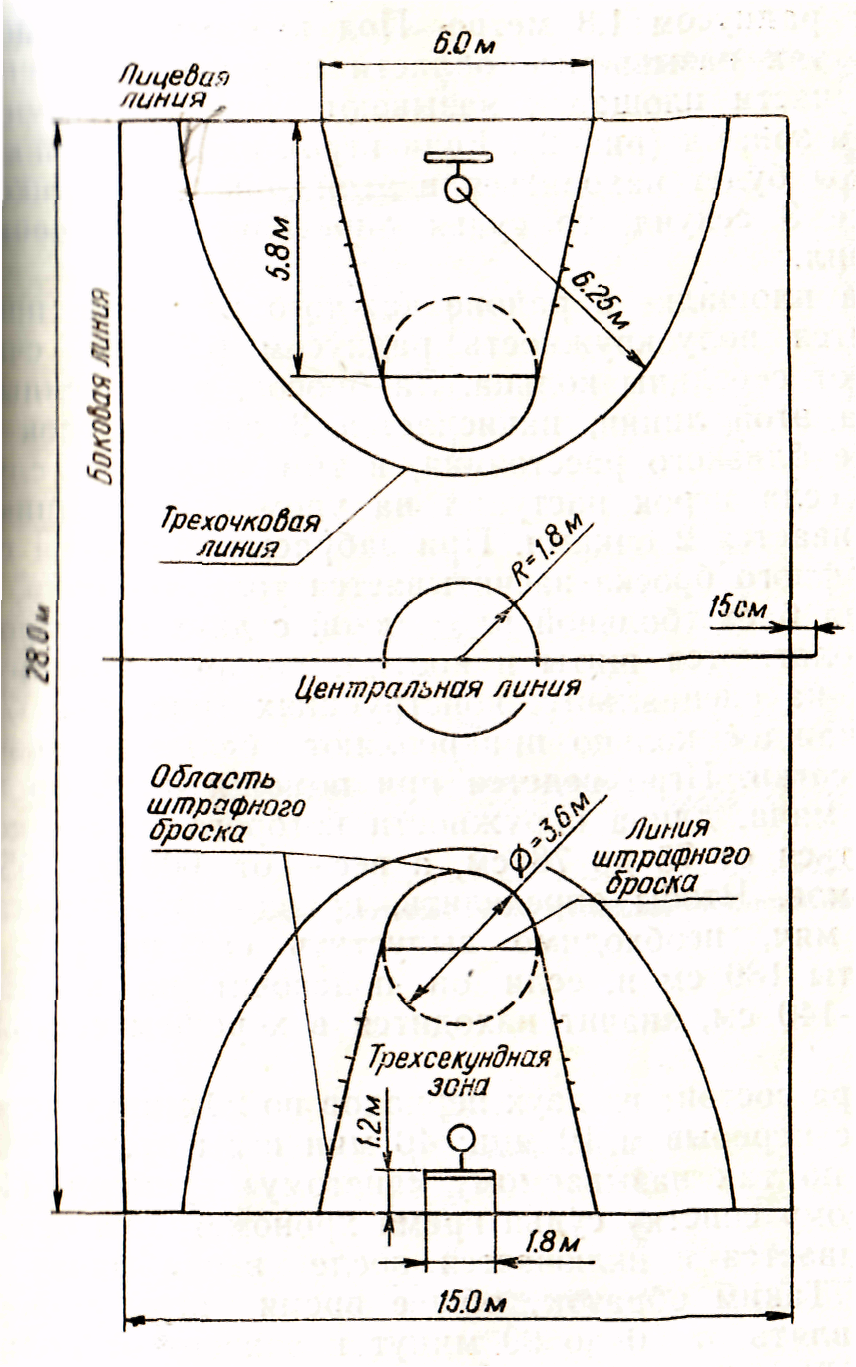 6.0 м
Лицевая
линия
5.8 м
6.25 м
Боковая линия
Трехочковая
линия
R=1.8 м
15 см
28.0 м
Центральная линия
Область
штрафного
броска
Ø=3,6 м
Линия
штрафного
броска
Трехсекундная
зона
1.2 м
1.8 м
15.0 м